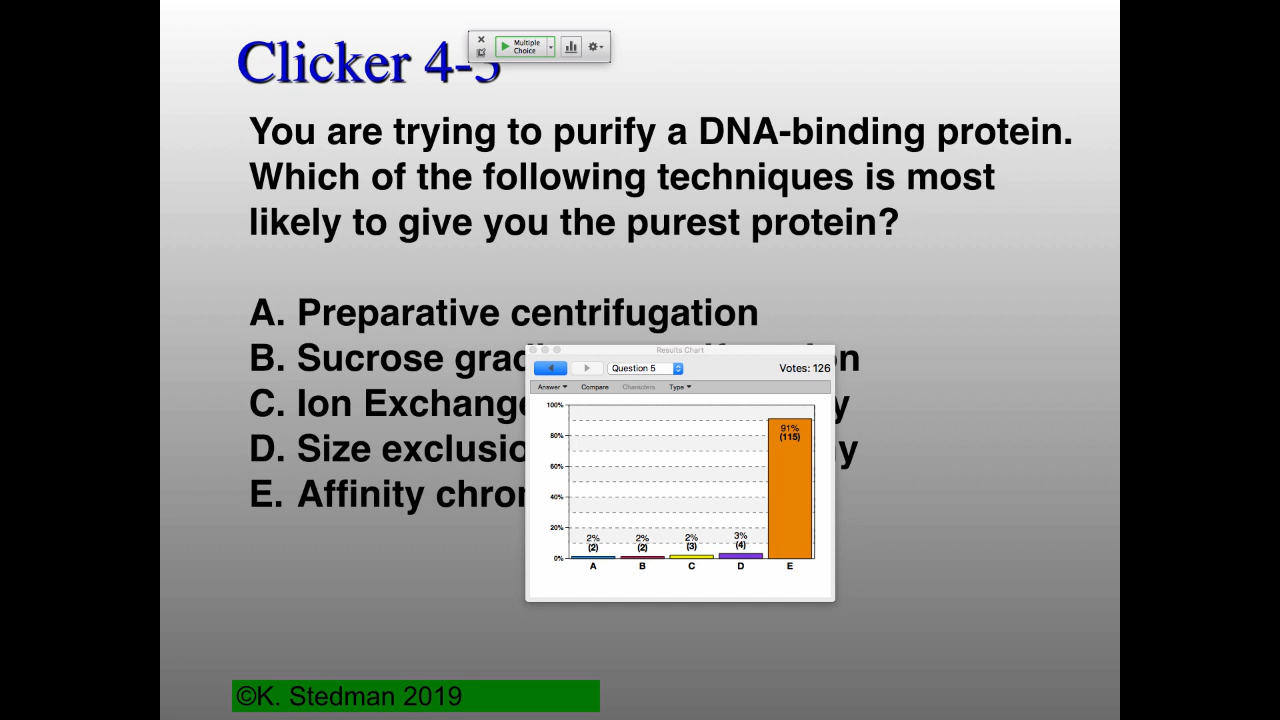 Clicker 4-5
Multiple
Choice
You are trying to purify a DNA-binding protein.
Which of the following techniques is most
likely to give you the purest protein?
A. Preparative centrifugation
B. Sucrose grad
C. Ion Exchange
D. Size exclusio
E. Affinity chro
Results Chart
Question 5
Votes: 126
Answer Compare Characters Type
100%
80%
60%
40%
20%
0%
2%
(2)
2%
(2)
2%
(3)
3%
(4)
91%
(115)
A B C D E
©K. Stedman 2019